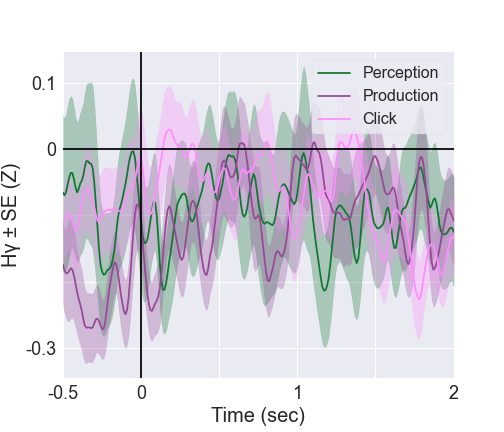 Perception
Production
Click
0.1
0
-0.3
Hγ ± SE (Z)
-0.5
0
1
2
Time (sec)